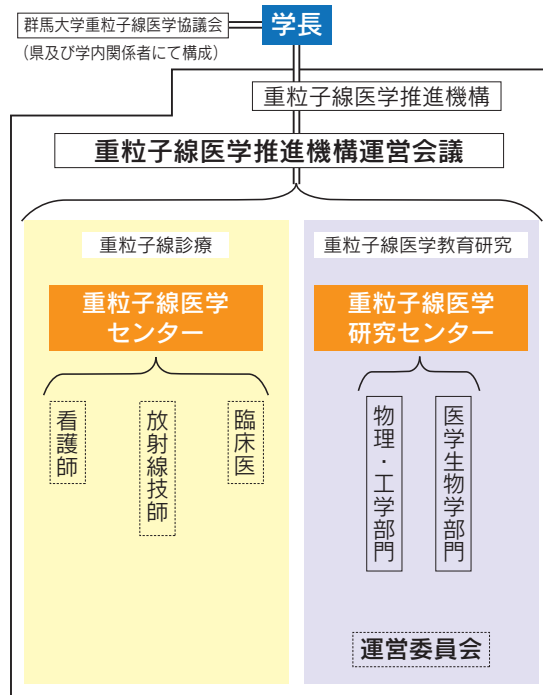 群馬大学重粒子線医学協議会
（県及び学内関係者にて構成）
学長
重粒子線医学推進機構
重粒子線医学推進機構運営会議
重粒子線診療
重粒子線医学教育研究
重粒子線医学
センター
重粒子線医学
研究センター
看護師
放射線技師
臨床医
物理・工学部門
医学生物学部門
運営委員会